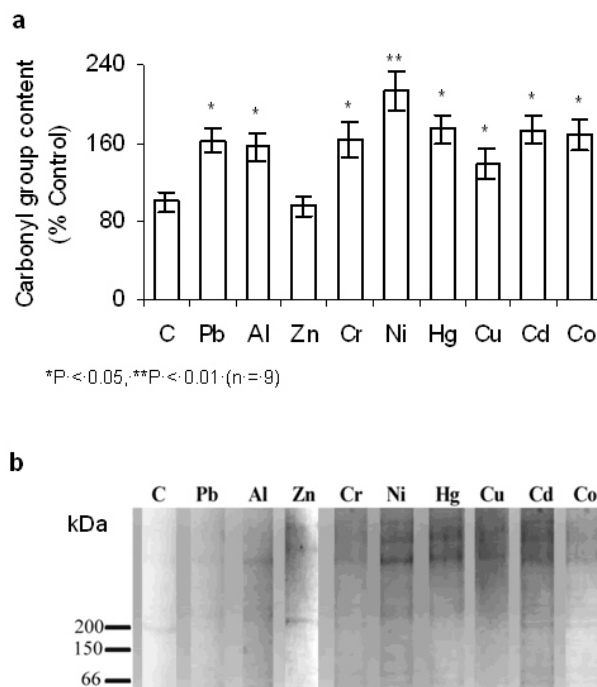 a
Carbonyl group content
(% Control)
240
160
80
0
* * * ** * * * *
C Pb Al Zn Cr Ni Hg Cu Cd Co
*P·<·0.05,·**P·<·0.01·(n·=·9)
b
C Pb Al Zn Cr Ni Hg Cu Cd Co
kDa
200
150
66